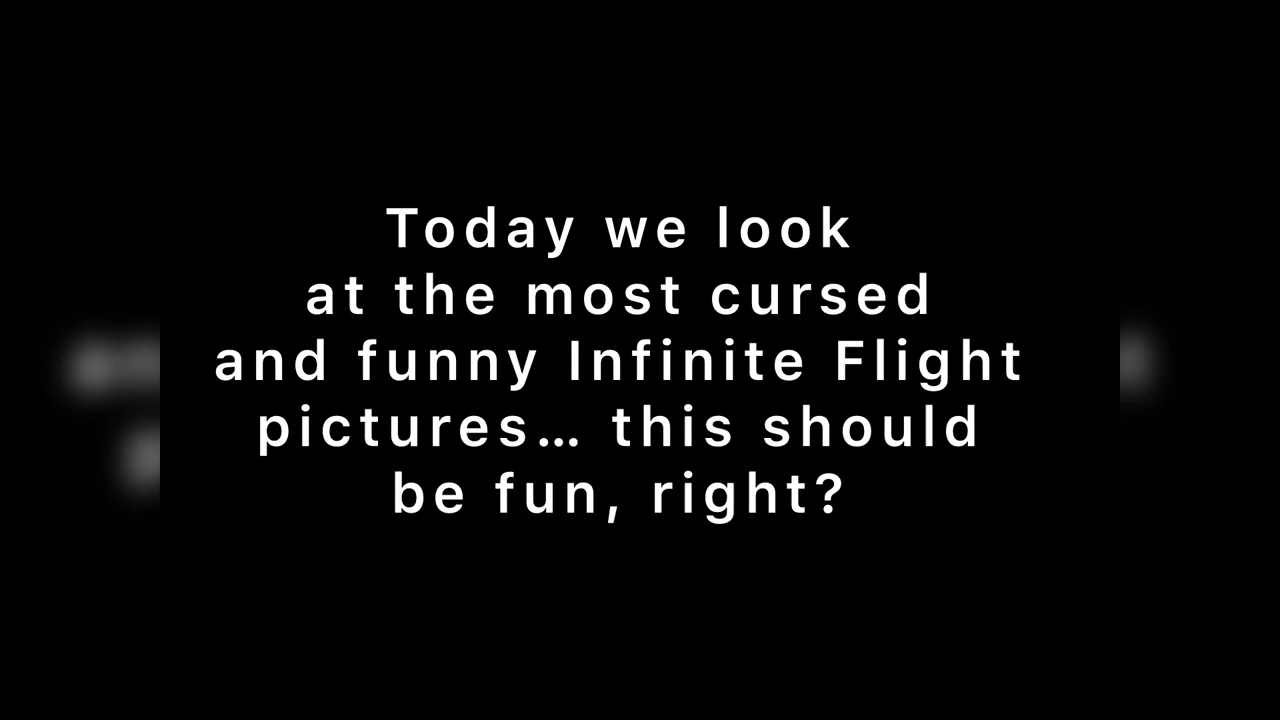 Today we look
at the most cursed
and funny Infinite Flight
pictures… this should
be fun, right?